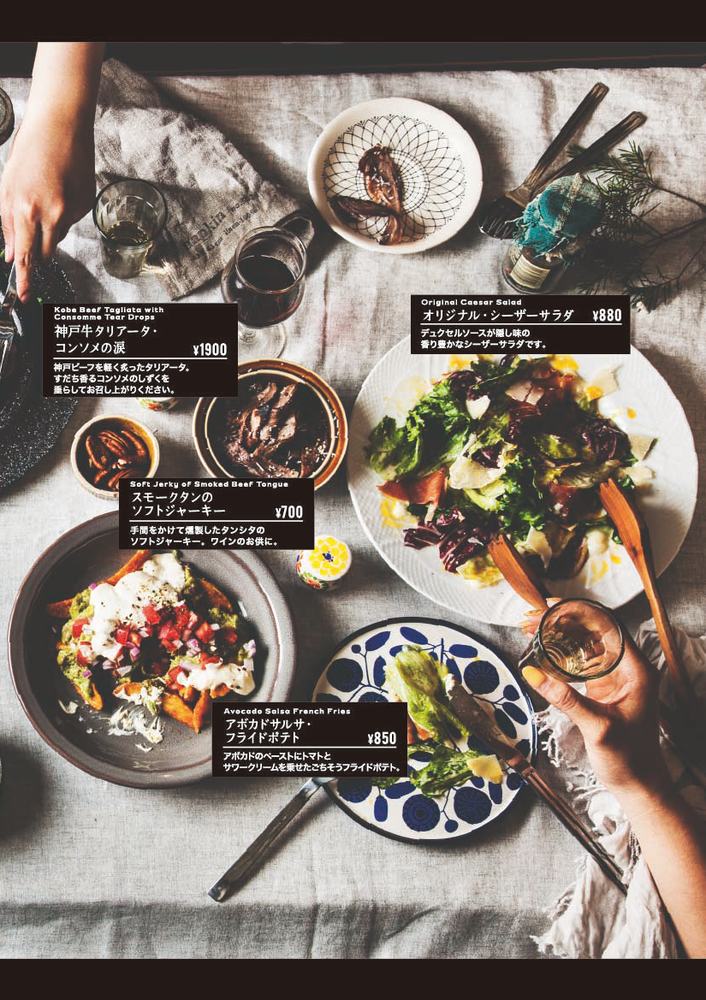 Kobe Beef Tagliata with
Consomme Tear Drops
神戸牛タリアータ・
コンソメの涙 ¥1900
神戸ビーフを軽く炙ったタリアータ。
すだち香るコンソメのしずくを
垂らしてお召し上がりください。
Original Caesar Salad
オリジナル・シーザーサラダ ¥880
デュクセルソースが隠し味の
香り豊かなシーザーサラダです。
Soft Jerky of Smoked Beef Tongue
スモークタンの
ソフトジャーキー ¥700
手間をかけて燻製したタンシタの
ソフトジャーキー。ワインのお供に。
Avocado Salsa French Fries
アボカドサルサ・
フライドポテト ¥850
アボカドのペーストにトマトと
サワークリームを乗せたごちそうフライドポテト。